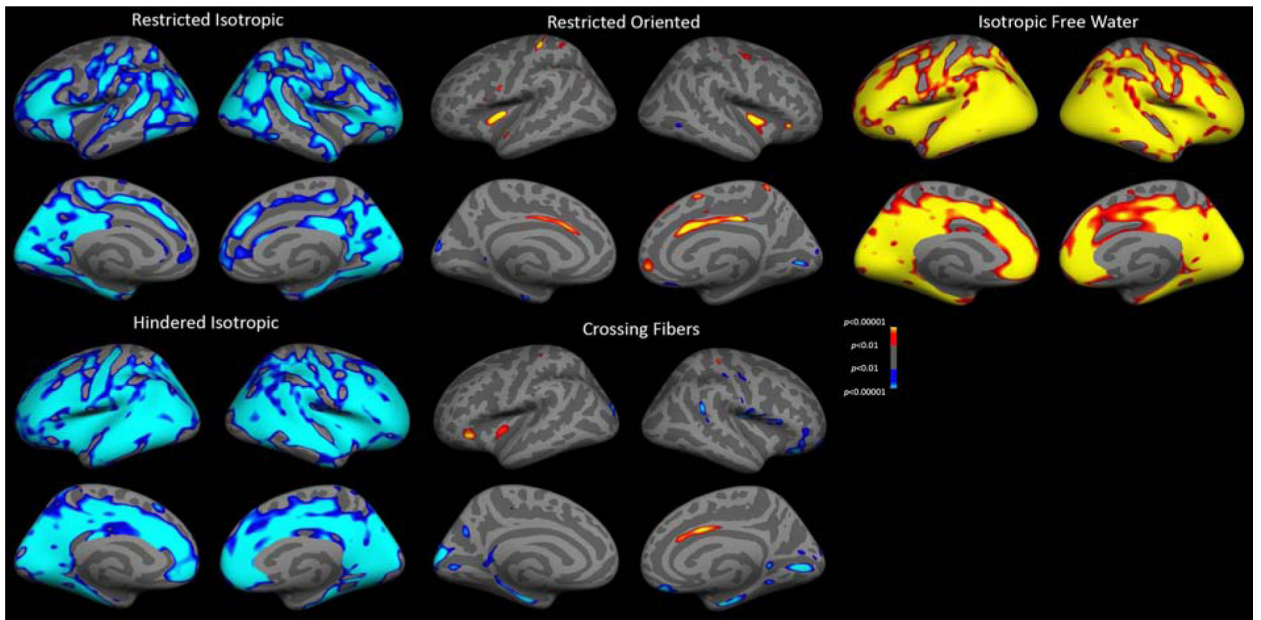 Restricted Isotropic
Restricted Oriented
Isotropic Free Water
Hindered Isotropic
Crossing Fibers
p<0.00001
p<0.01
p<0.01
p<0.00001